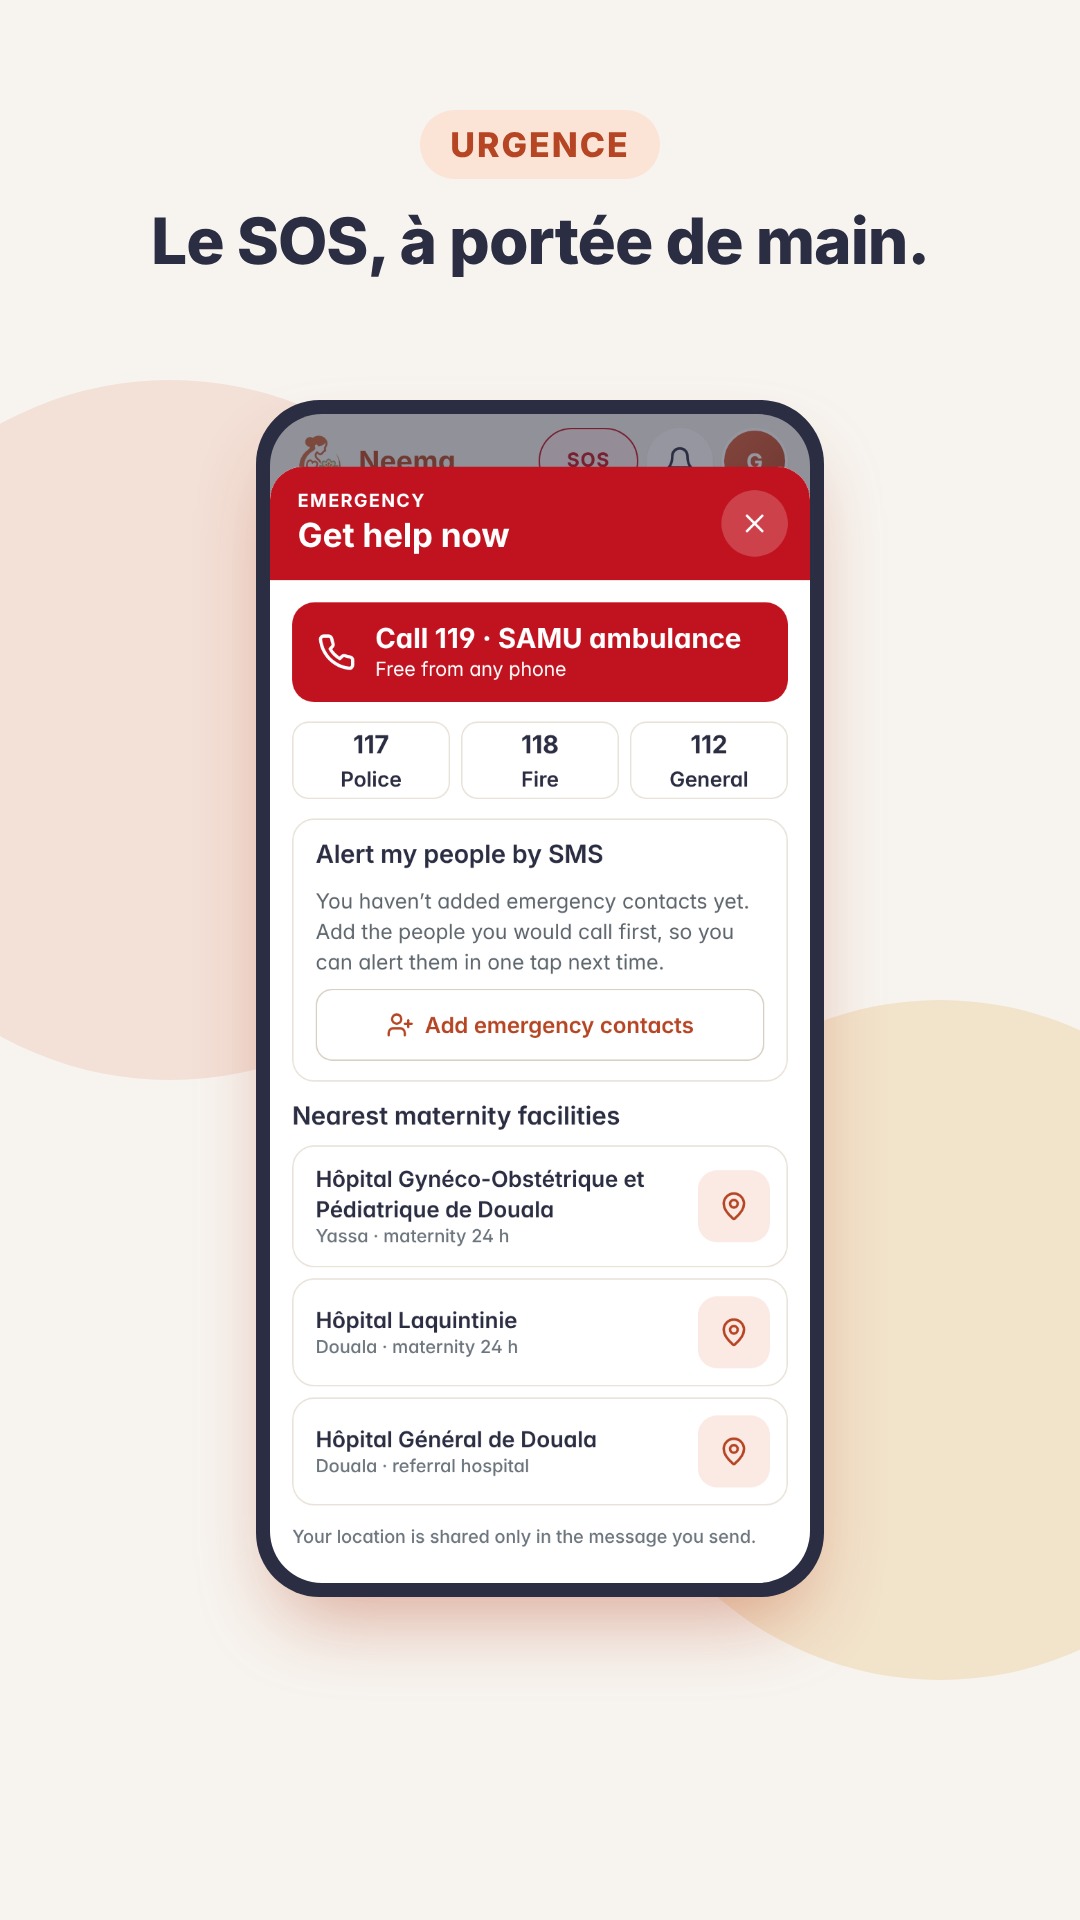 URGENCE
Le SOS, à portée de main.
Neema
SOS
G
EMERGENCY
Get help now
Call 119 · SAMU ambulance
Free from any phone
117
Police
118
Fire
112
General
Alert my people by SMS
You haven’t added emergency contacts yet.
Add the people you would call first, so you
can alert them in one tap next time.
Add emergency contacts
Nearest maternity facilities
Hôpital Gynéco-Obstétrique et
Pédiatrique de Douala
Yassa · maternity 24 h
Hôpital Laquintinie
Douala · maternity 24 h
Hôpital Général de Douala
Douala · referral hospital
Your location is shared only in the message you send.